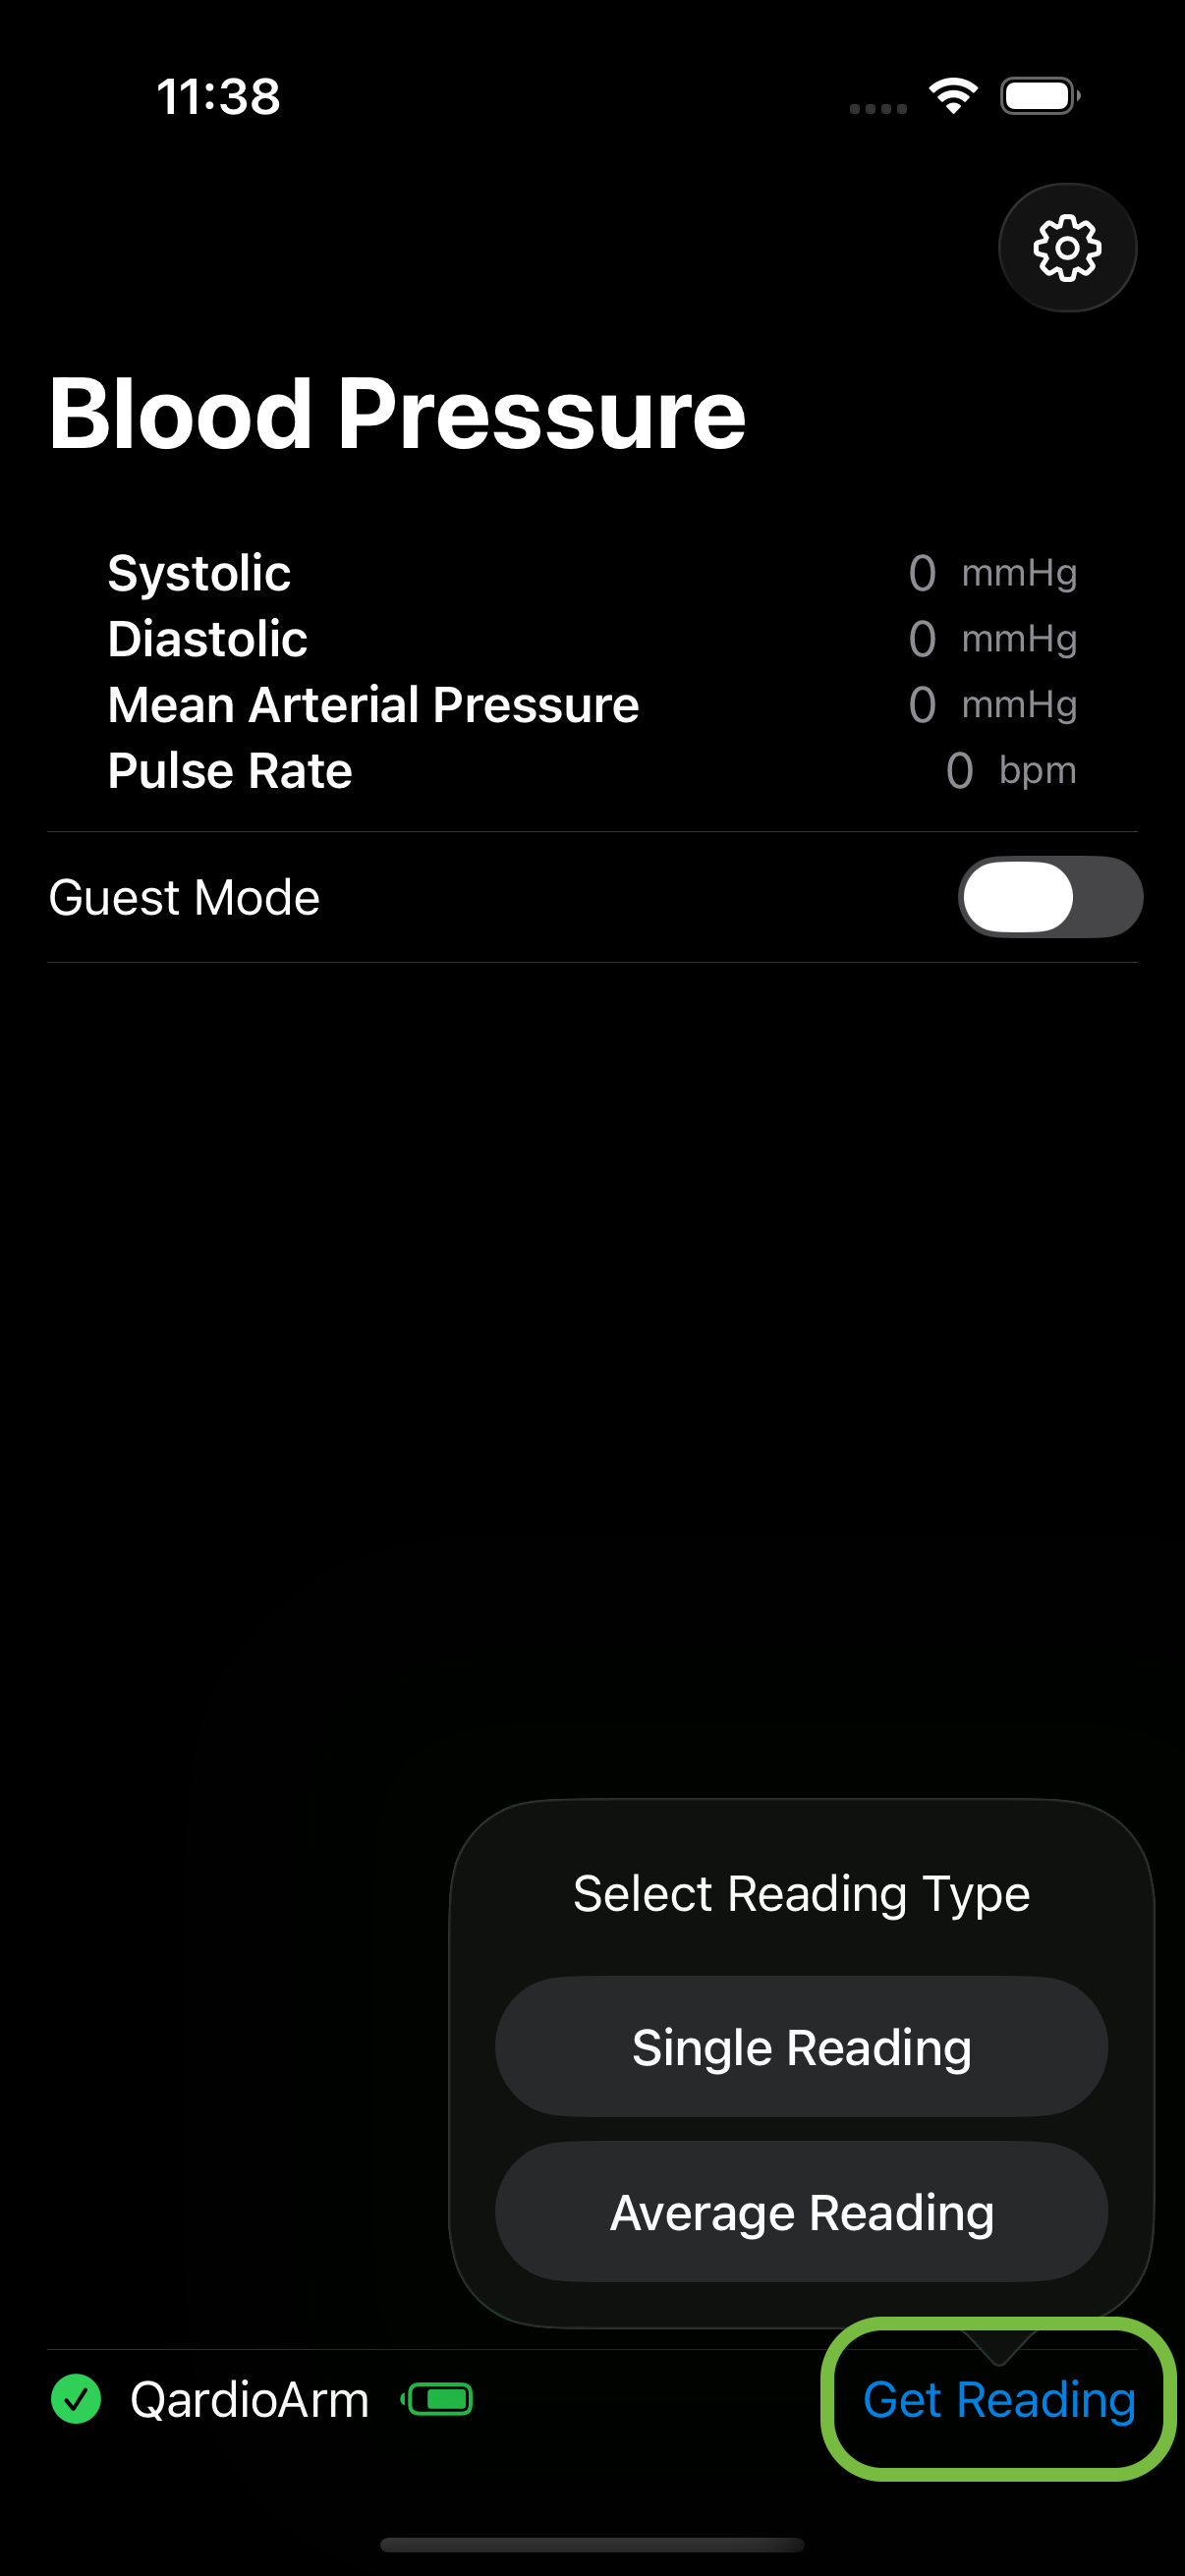 11:38
Blood Pressure
Systolic 0 mmHg
Diastolic 0 mmHg
Mean Arterial Pressure 0 mmHg
Pulse Rate 0 bpm
Guest Mode
Select Reading Type
Single Reading
Average Reading
QardioArm Get Reading